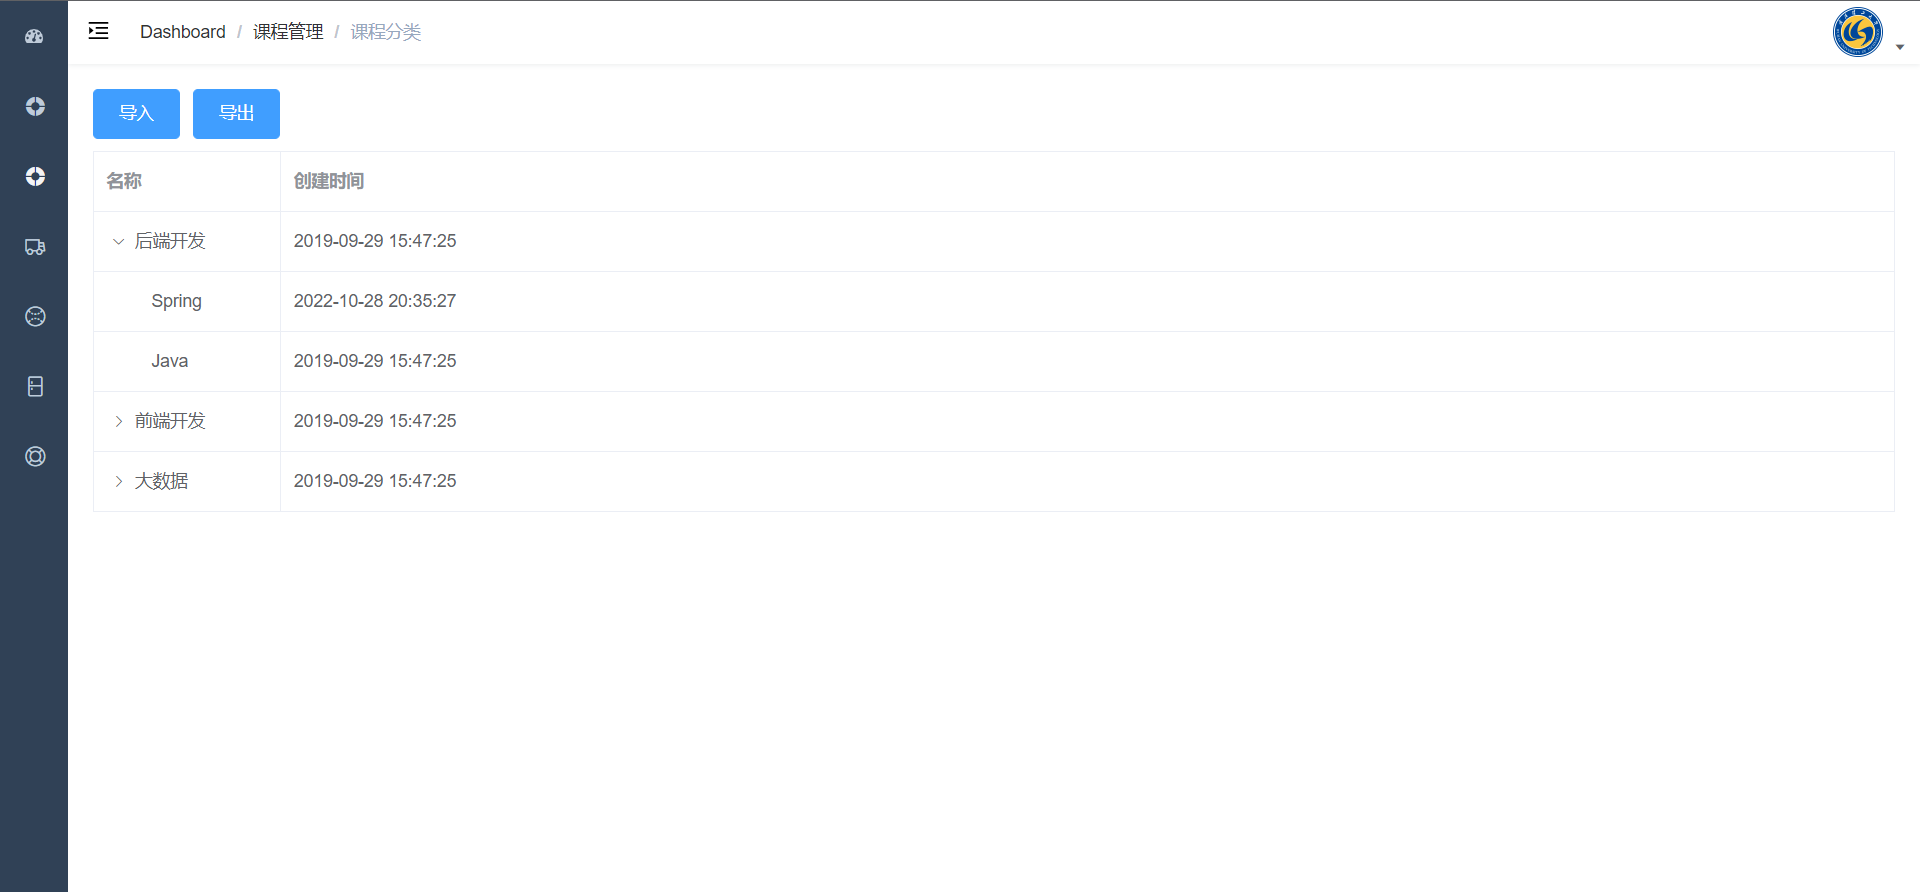 Dashboard / 课程管理 / 课程分类
导入 导出
名称 创建时间
后端开发 2019-09-29 15:47:25
Spring 2022-10-28 20:35:27
Java 2019-09-29 15:47:25
前端开发 2019-09-29 15:47:25
大数据 2019-09-29 15:47:25